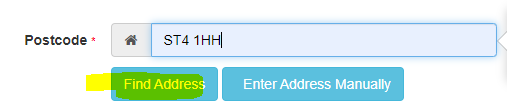 Postcode * ST4 1HH
Find Address Enter Address Manually